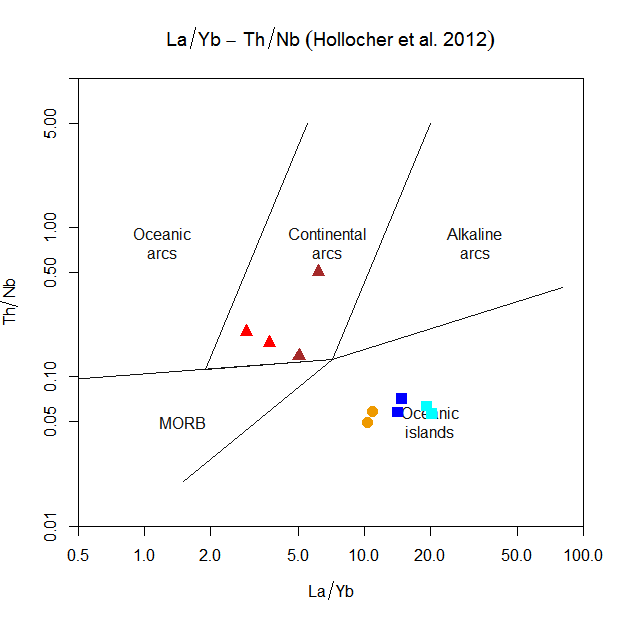 La/Yb – Th/Nb (Hollocher et al. 2012)
5.00
1.00
0.50
0.10
0.05
0.01
Th/Nb
Oceanic
arcs
Continental
arcs
Alkaline
arcs
MORB
Oceanic
islands
0.5 1.0 2.0 5.0 10.0 20.0 50.0 100.0
La/Yb